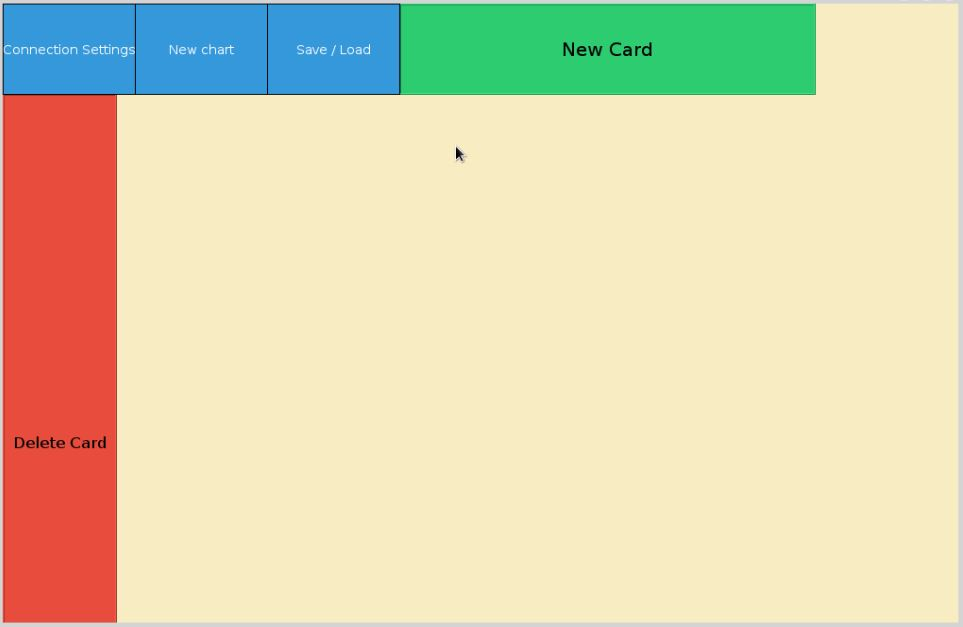 Connection Settings
New chart
Save / Load
New Card
Delete Card